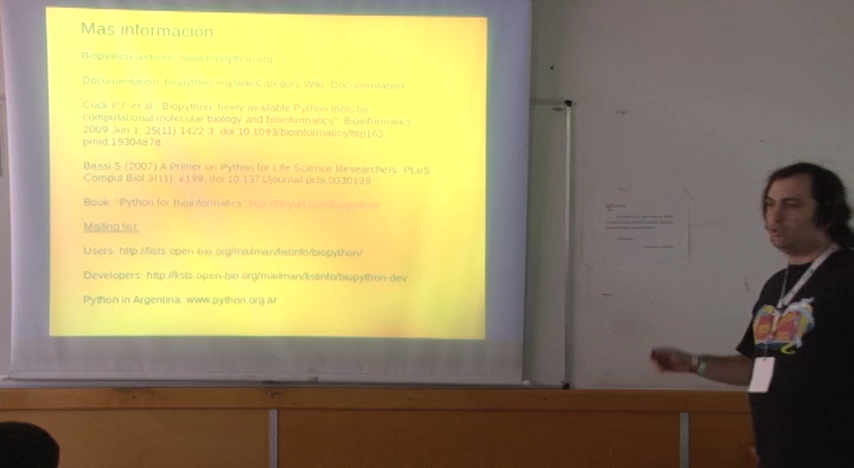 Mas información
Biopython website: www.biopython.org
Documentation: biopython.org/wiki/Category:Wiki_Documentation
Cock PJ, et al "Biopython: freely available Python tools for
computational molecular biology and bioinformatics". Bioinformatics
2009 Jun 1; 25(11) 1422-3. doi:10.1093/bioinformatics/btp163
pmid:19304878
Bassi S (2007) A Primer on Python for Life Science Researchers. PLoS
Comput Biol 3(11): e199. doi:10.1371/journal.pcbi.0030199
Book: "Python for Bioinformatics" http://tinyurl.com/biopython
Mailing list:
Users: http://lists.open-bio.org/mailman/listinfo/biopython/
Developers: http://lists.open-bio.org/mailman/listinfo/biopython-dev
Python in Argentina: www.python.org.ar